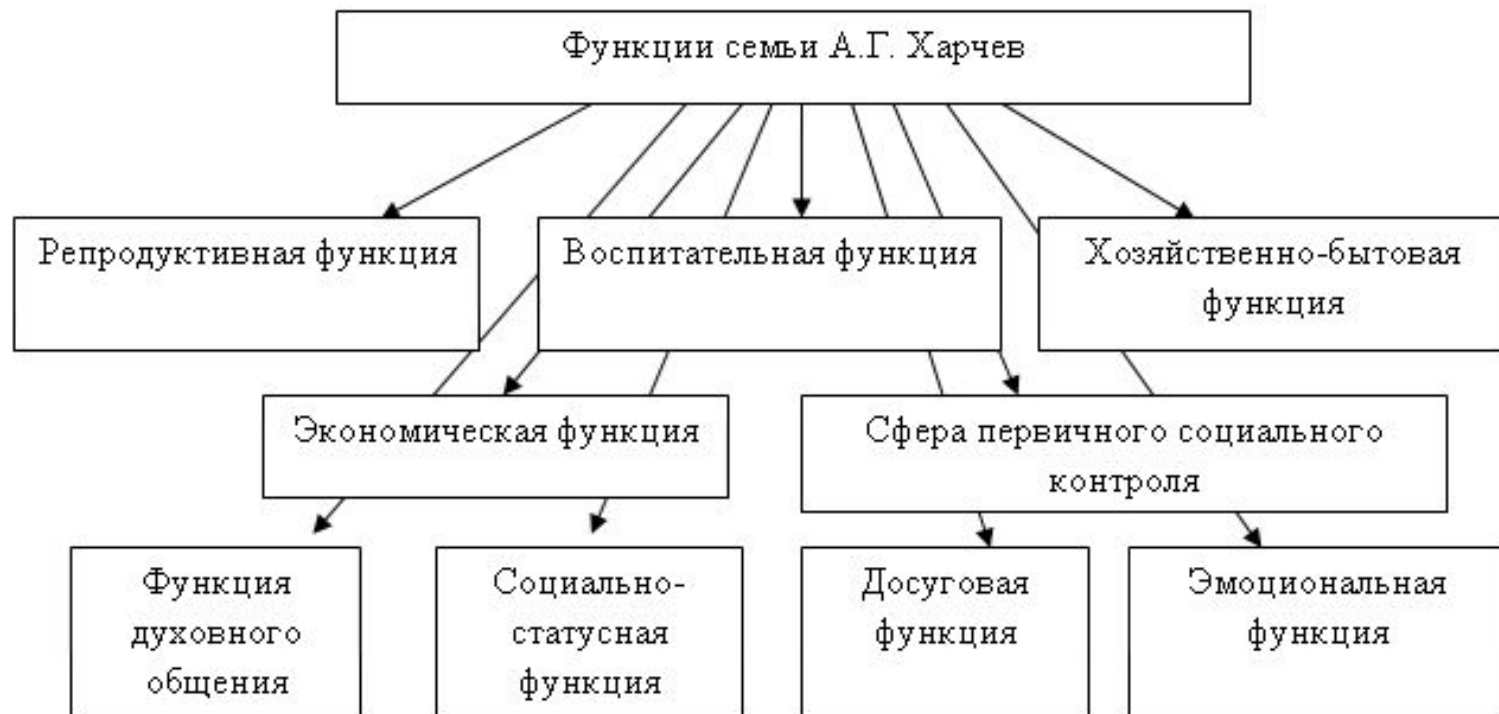 Функции семьи А.Г. Харчев
Репродуктивная функция
Воспитательная функция
Хозяйственно-бытовая
функция
Экономическая функция
Сфера первичного социального
контроля
Функция
духовного
общения
Социально-
статусная
функция
Досуговая
функция
Эмоциональная
функция